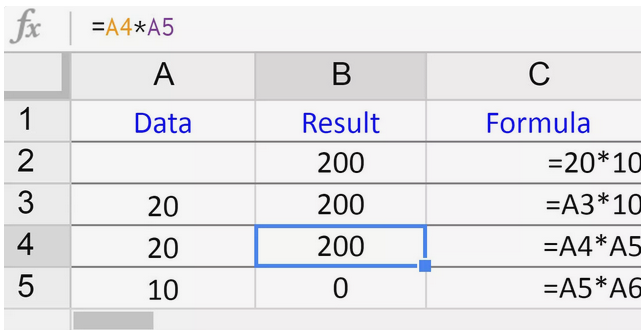 fx =A4*A5
A B C
1 Data Result Formula
2 200 =20*10
3 20 200 =A3*10
4 20 200 =A4*A5
5 10 0 =A5*A6